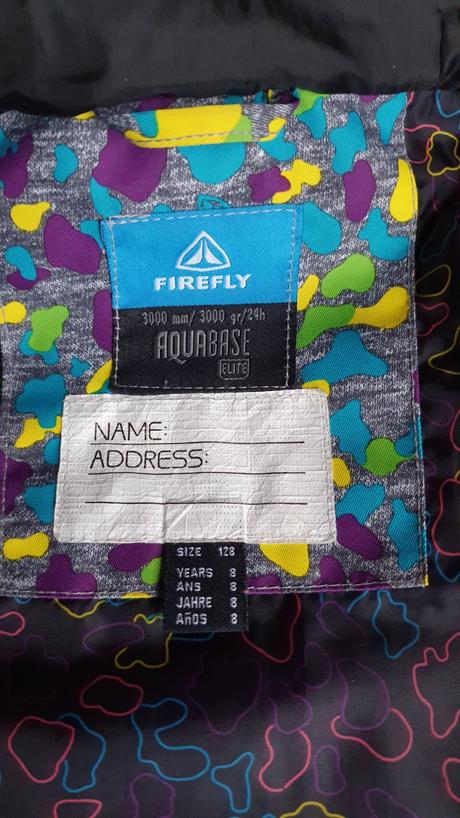 FIREFLY
3000 mm/ 3000 gr/24h
AQUABASE
ELITE
NAME:
ADDRESS:
SIZE 128
YEARS 8
ANS 8
JAHRE 8
AÑOS 8